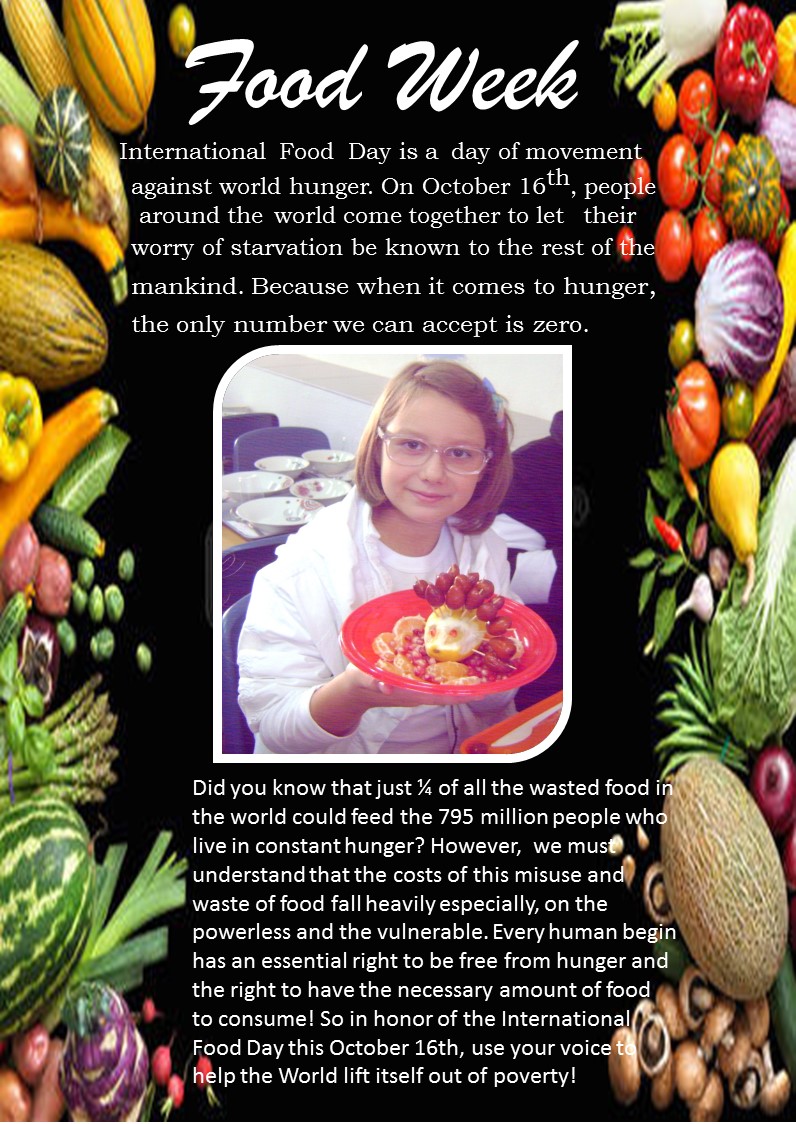 Food Week
International Food Day is a day of movement
against world hunger. On October 16th, people
around the world come together to let their
worry of starvation be known to the rest of the
mankind. Because when it comes to hunger,
the only number we can accept is zero.
Did you know that just ¼ of all the wasted food in
the world could feed the 795 million people who
live in constant hunger? However, we must
understand that the costs of this misuse and
waste of food fall heavily especially, on the
powerless and the vulnerable. Every human begin
has an essential right to be free from hunger and
the right to have the necessary amount of food
to consume! So in honor of the International
Food Day this October 16th, use your voice to
help the World lift itself out of poverty!